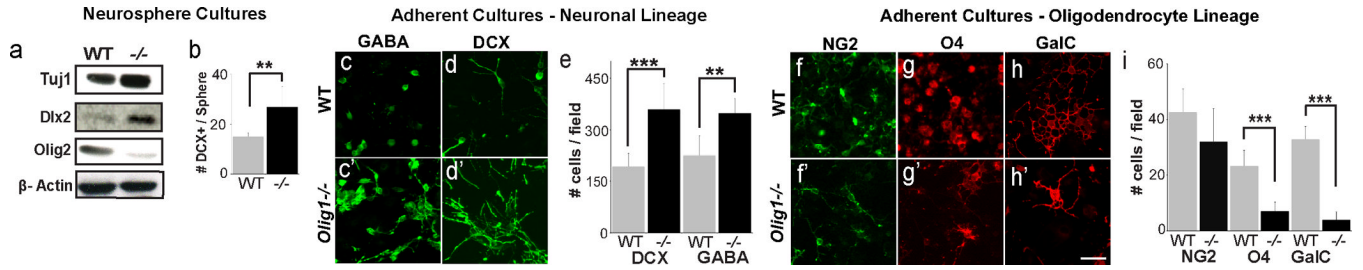 Neurosphere Cultures
Adherent Cultures - Neuronal Lineage
Adherent Cultures - Oligodendrocyte Lineage
a
WT -/-
Tuj1
Dlx2
Olig2
β- Actin
b
# DCX+ / Sphere
40
20
0
**
WT -/-
GABA DCX
WT
Olig1-/-
c
d
c'
d'
e
# cells / field
450
300
150
0
***
**
WT -/- WT -/-
DCX GABA
NG2 O4 GalC
WT
Olig1-/-
f
g
h
f'
g'
h'
i
# cells / field
60
40
20
0
***
***
WT -/- WT -/- WT -/-
NG2 O4 GalC